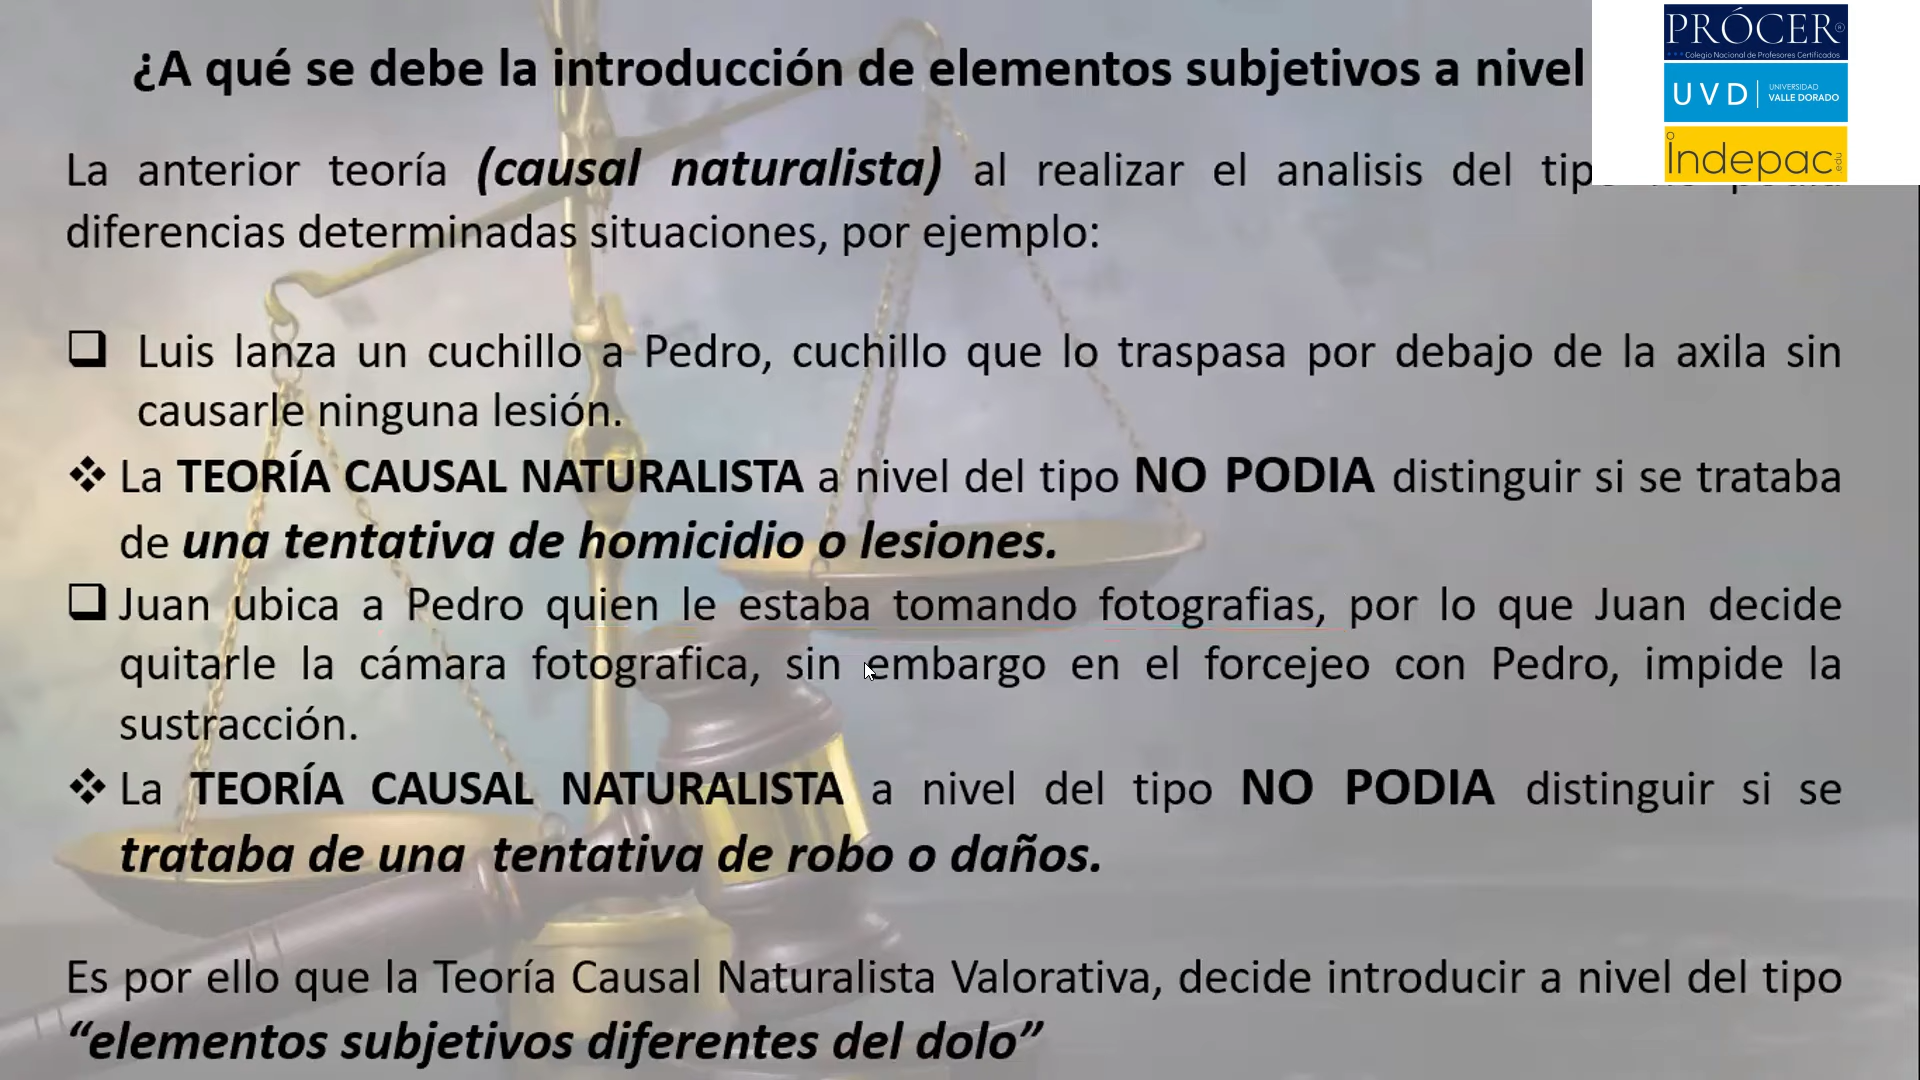 ¿A qué se debe la introducción de elementos subjetivos a nivel
PRÓCER
Colegio Nacional de Profesores Certificados
UVD UNIVERSIDAD
VALLE DORADO
Indepac.edu
La anterior teoría (causal naturalista) al realizar el analisis del tipo no podia
diferencias determinadas situaciones, por ejemplo:
❑ Luis lanza un cuchillo a Pedro, cuchillo que lo traspasa por debajo de la axila sin
causarle ninguna lesión.
❖ La TEORÍA CAUSAL NATURALISTA a nivel del tipo NO PODIA distinguir si se trataba
de una tentativa de homicidio o lesiones.
❑ Juan ubica a Pedro quien le estaba tomando fotografias, por lo que Juan decide
quitarle la cámara fotografica, sin embargo en el forcejeo con Pedro, impide la
sustracción.
❖ La TEORÍA CAUSAL NATURALISTA a nivel del tipo NO PODIA distinguir si se
trataba de una tentativa de robo o daños.
Es por ello que la Teoría Causal Naturalista Valorativa, decide introducir a nivel del tipo
“elementos subjetivos diferentes del dolo”